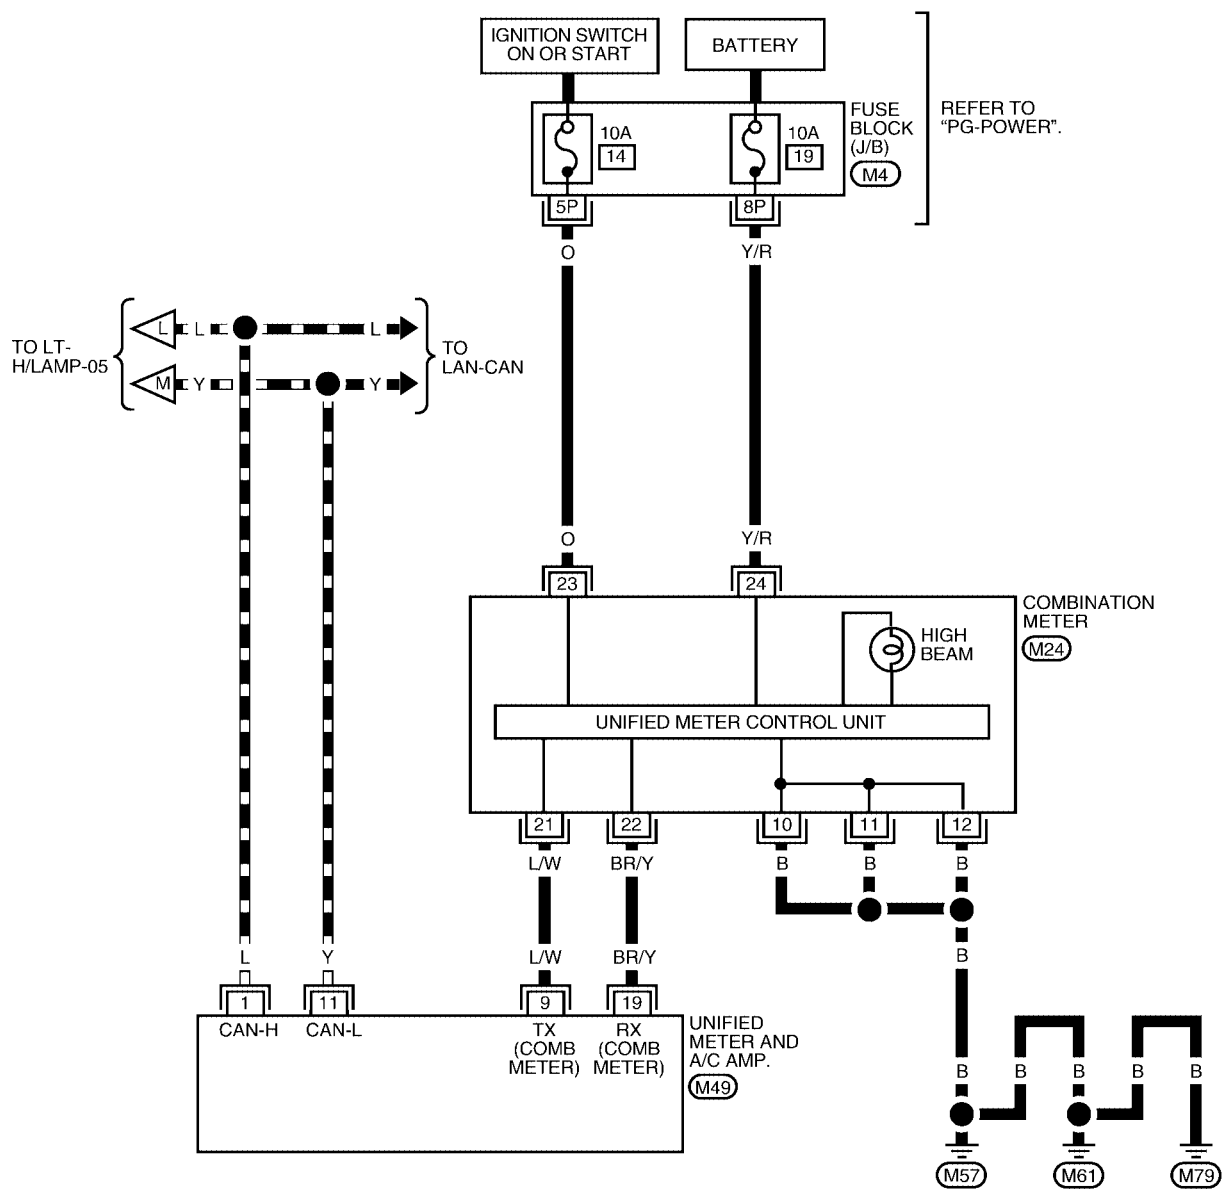 IGNITION SWITCH
ON OR START
BATTERY
FUSE
BLOCK
(J/B)
M4
REFER TO
“PG-POWER”.
10A
14
10A
19
5P
8P
O
Y/R
TO LT-
H/LAMP-05
L
L
L
M
Y
Y
TO
LAN-CAN
O
Y/R
23
24
COMBINATION
METER
M24
HIGH
BEAM
UNIFIED METER CONTROL UNIT
21
22
10
11
12
L/W
BR/Y
B
B
B
L
Y
L/W
BR/Y
B
1
11
9
19
CAN-H
CAN-L
TX
(COMB
METER)
RX
(COMB
METER)
UNIFIED
METER AND
A/C AMP.
M49
B
B
B
B
B
M57
M61
M79